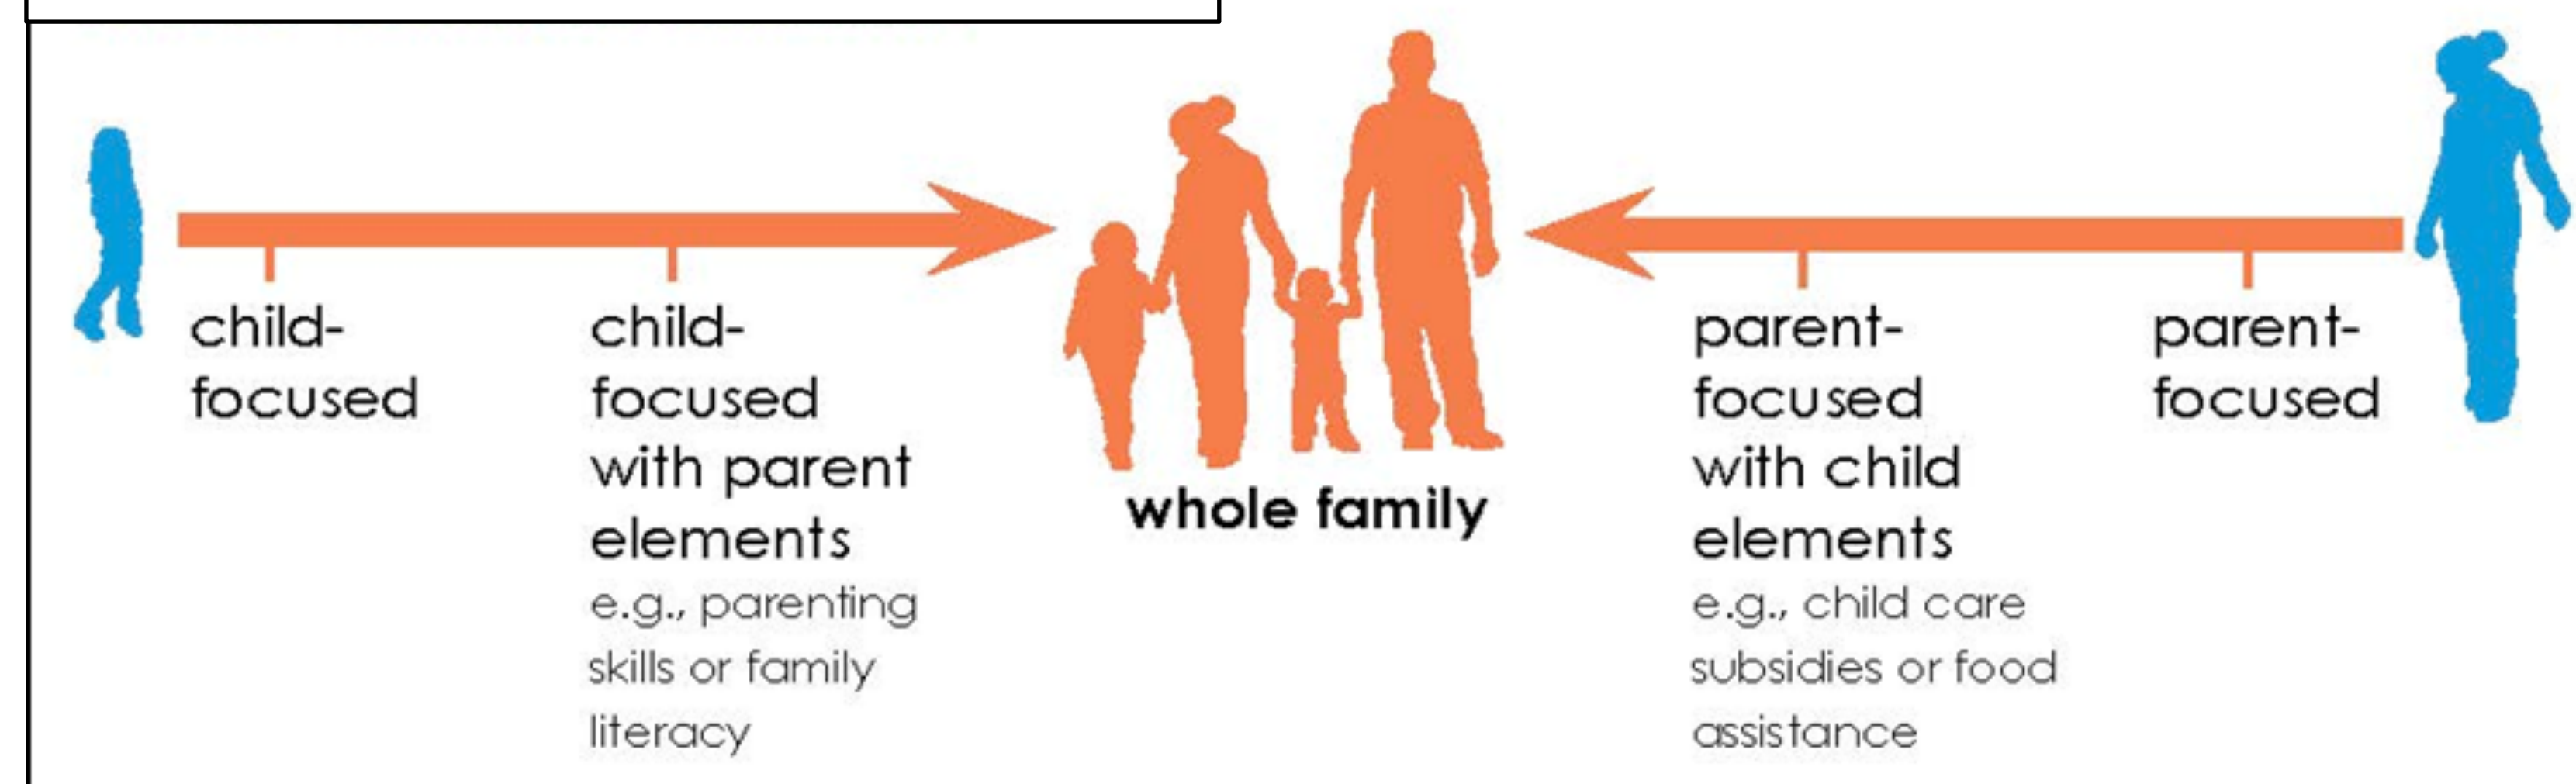 child-
focused
child-
focused
with parent
elements
e.g., parenting
skills or family
literacy
whole family
parent-
focused
with child
elements
e.g., child care
subsidies or food
assistance
parent-
focused